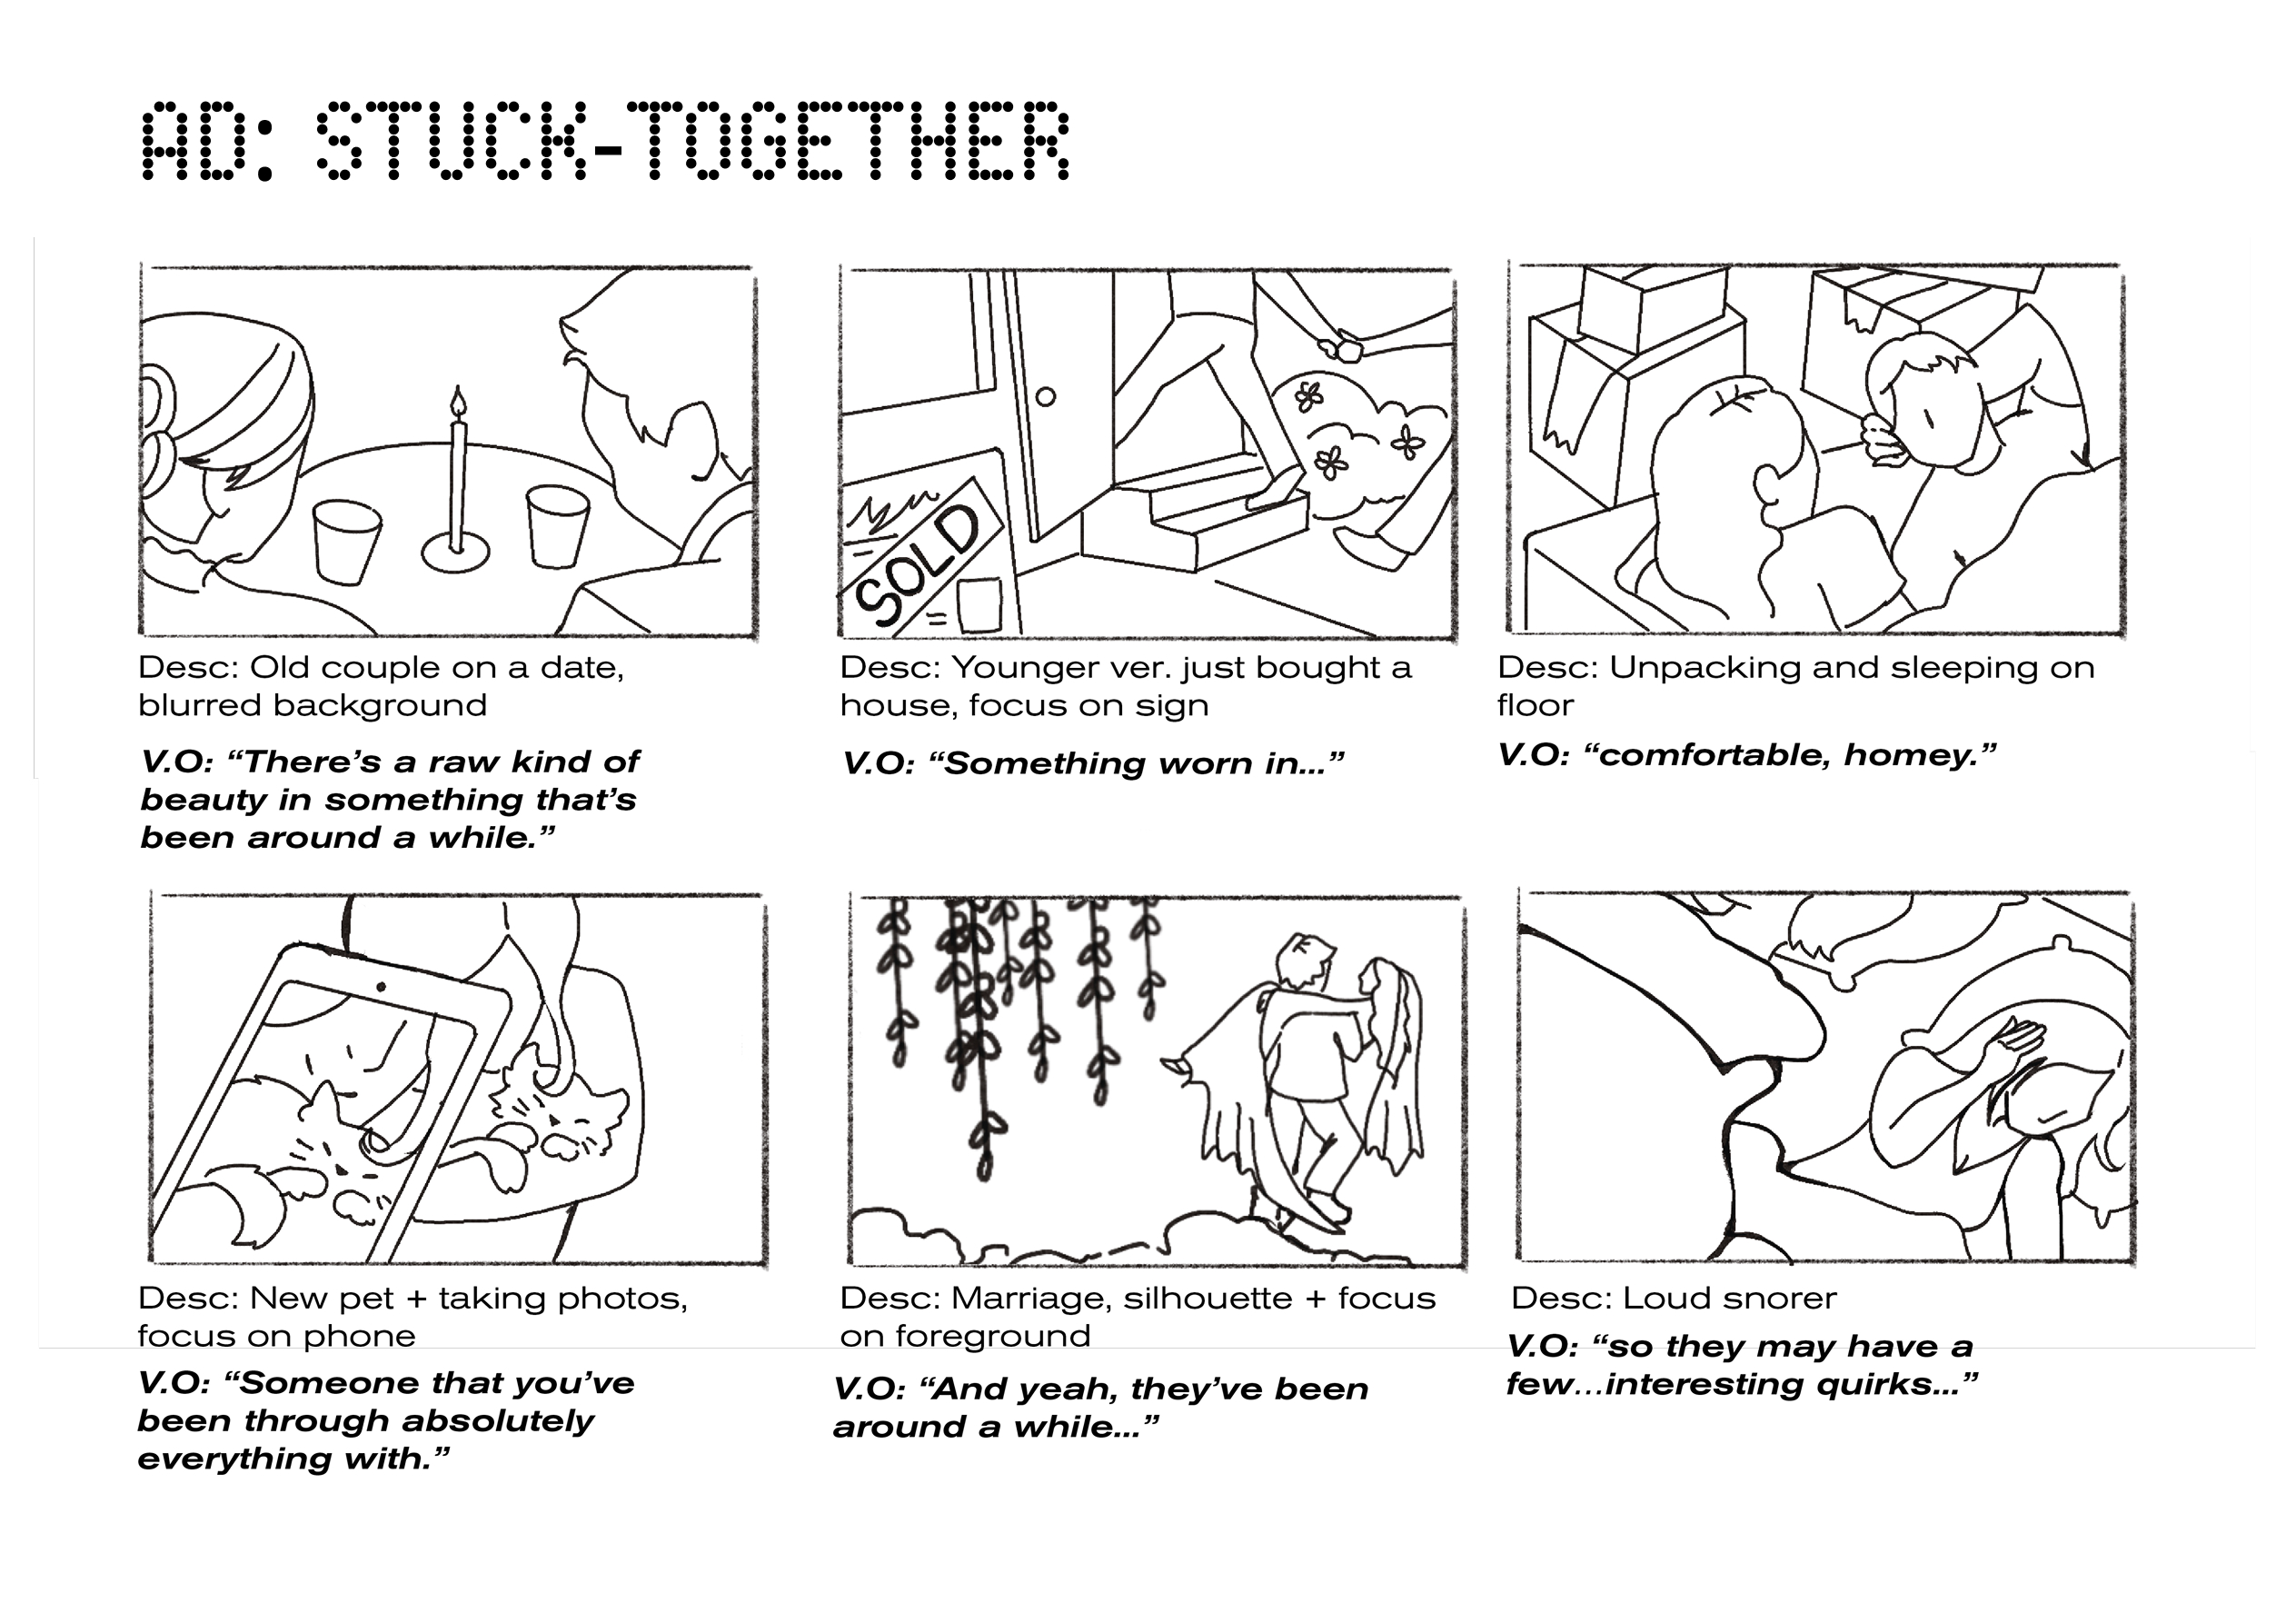 AD: STUCK-TOGETHER
SOLD
Desc: Old couple on a date,
blurred background
V.O: “There’s a raw kind of
beauty in something that’s
been around a while.”
Desc: Younger ver. just bought a
house, focus on sign
V.O: “Something worn in...”
Desc: Unpacking and sleeping on
floor
V.O: “comfortable, homey.”
Desc: New pet + taking photos,
focus on phone
V.O: “Someone that you’ve
been through absolutely
everything with.”
Desc: Marriage, silhouette + focus
on foreground
V.O: “And yeah, they’ve been
around a while...”
Desc: Loud snorer
V.O: “so they may have a
few...interesting quirks...”